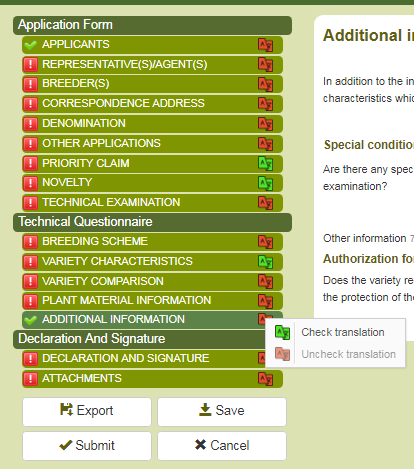 Application Form
APPLICANTS
REPRESENTATIVE(S)/AGENT(S)
BREEDER(S)
CORRESPONDENCE ADDRESS
DENOMINATION
OTHER APPLICATIONS
PRIORITY CLAIM
NOVELTY
TECHNICAL EXAMINATION
Technical Questionnaire
BREEDING SCHEME
VARIETY CHARACTERISTICS
VARIETY COMPARISON
PLANT MATERIAL INFORMATION
ADDITIONAL INFORMATION
Check translation
Uncheck translation
Declaration And Signature
DECLARATION AND SIGNATURE
ATTACHMENTS
Export
Save
Submit
Cancel
Additional in
In addition to the in
characteristics whic
Special condition
Are there any spec
examination?
Other information ?
Authorization fo
Does the variety re
the protection of the